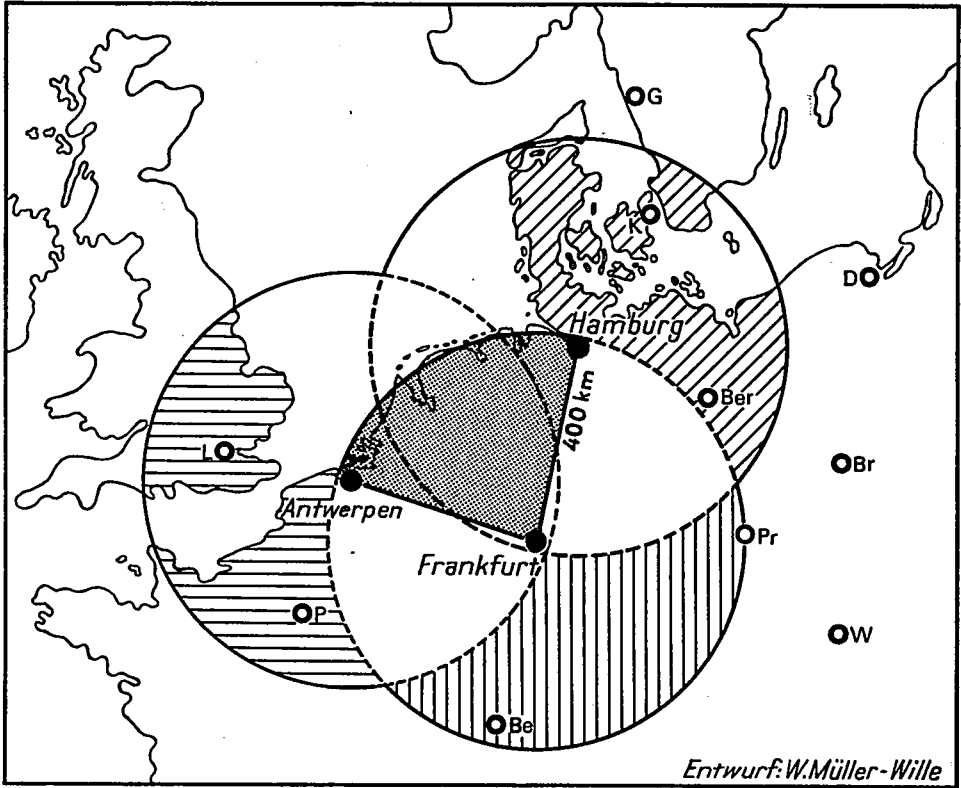 G
K
D
Hamburg
400 km
Ber
L
Br
Antwerpen
Frankfurt
Pr
P
W
Be
Entwurf: W. Müller-Wille